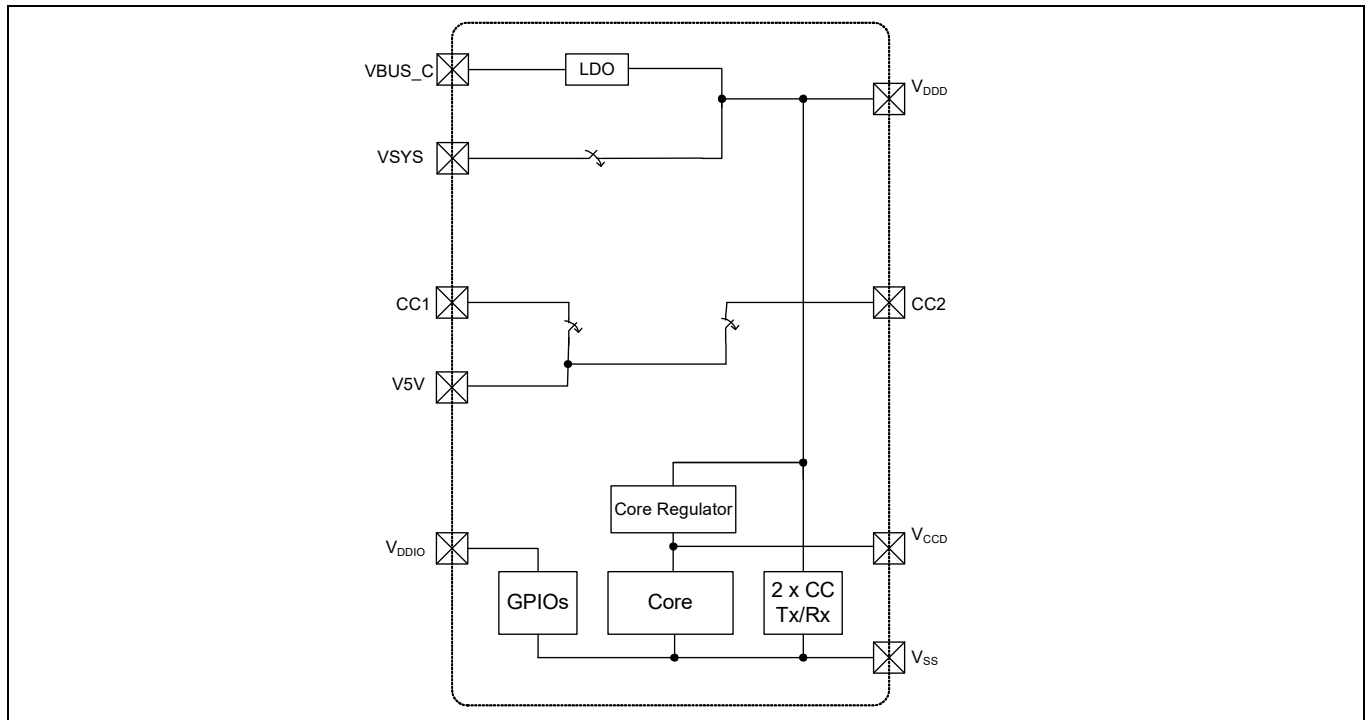 VBUS_C
LDO
VDDD
VSYS
CC1
CC2
V5V
Core Regulator
VDDIO
VCCD
GPIOs
Core
2 x CC
Tx/Rx
VSS